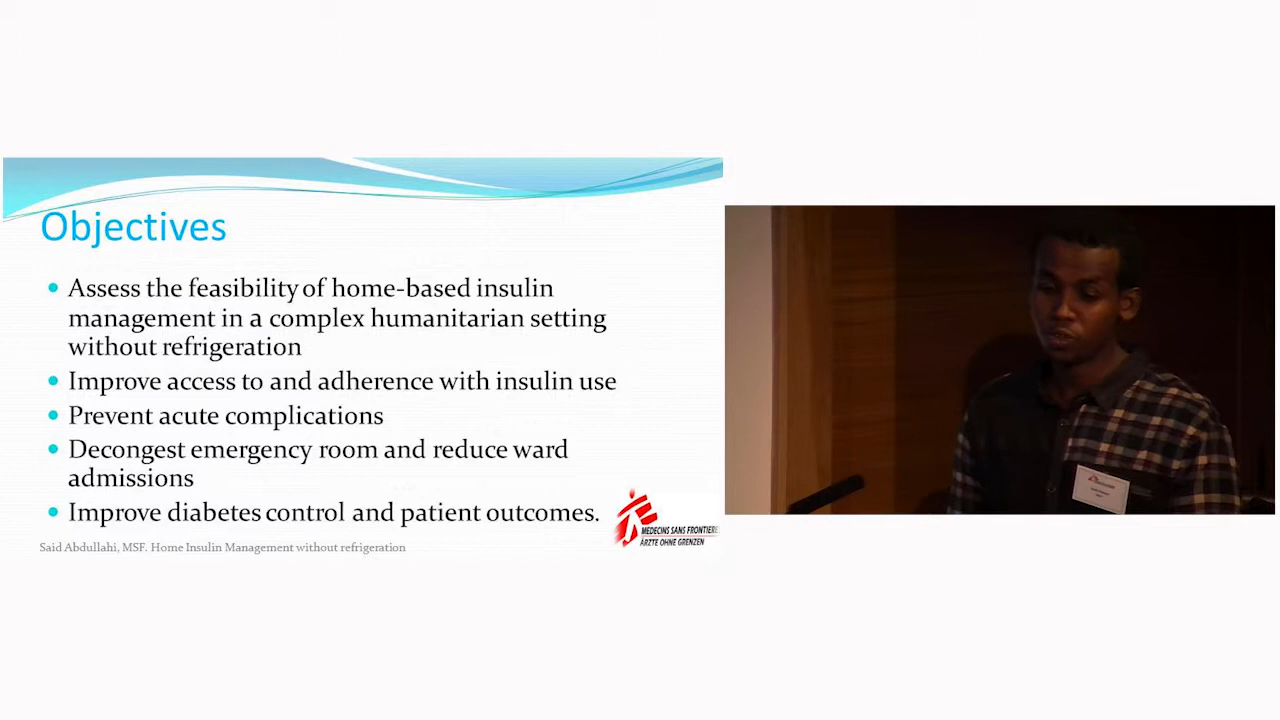 Objectives
Assess the feasibility of home-based insulin
management in a complex humanitarian setting
without refrigeration
Improve access to and adherence with insulin use
Prevent acute complications
Decongest emergency room and reduce ward
admissions
Improve diabetes control and patient outcomes.
MEDECINS SANS FRONTIERE
ÄRZTE OHNE GRENZEN
Said Abdullahi, MSF. Home Insulin Management without refrigeration